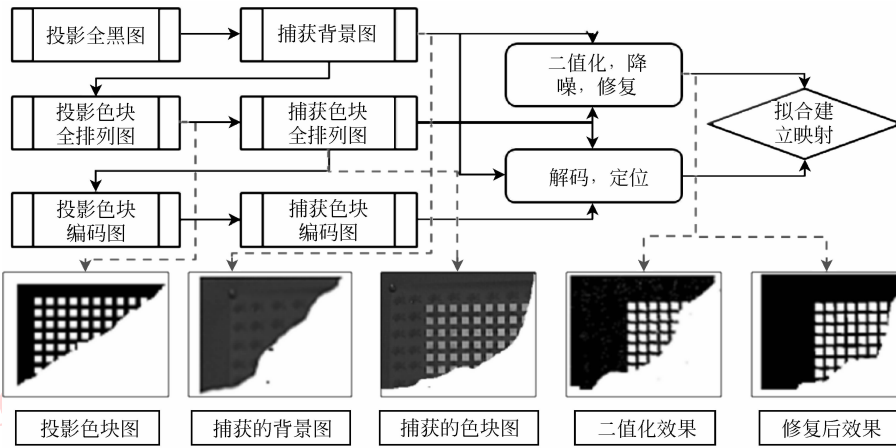 投影全黑图
捕获背景图
二值化，降
噪，修复
投影色块
全排列图
捕获色块
全排列图
拟合建
立映射
解码，定位
投影色块
编码图
捕获色块
编码图
投影色块图
捕获的背景图
捕获的色块图
二值化效果
修复后效果